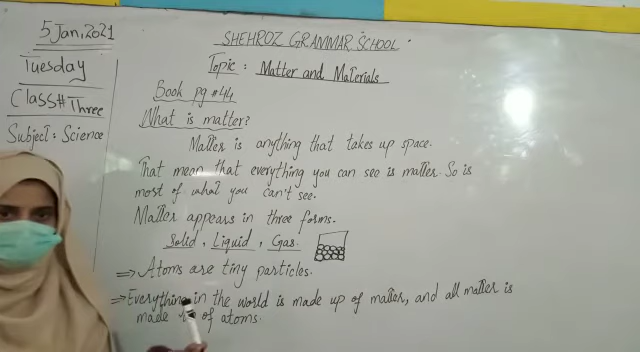 5 Jan, 2021
SHEHROZ GRAMMAR SCHOOL
Tuesday
Topic : Matter and Materials
Class # Three
Book pg # 44
Subject : Science
What is matter?
Matter is anything that takes up space.
That mean that everything you can see is matter. So is
most of what you can't see.
Matter appears in three forms.
Solid, Liquid, Gas.
⇒ Atoms are tiny particles.
⇒ Everything in the world is made up of matter, and all matter is
made of atoms.